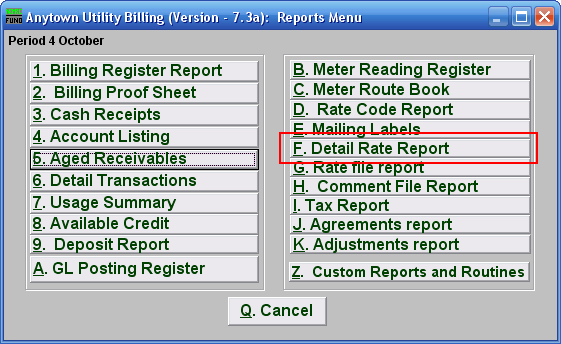 Anytown Utility Billing (Version - 7.3a): Reports Menu
Period 4 October
1. Billing Register Report
2. Billing Proof Sheet
3. Cash Receipts
4. Account Listing
5. Aged Receivables
6. Detail Transactions
7. Usage Summary
8. Available Credit
9. Deposit Report
A. GL Posting Register
B. Meter Reading Register
C. Meter Route Book
D. Rate Code Report
E. Mailing Labels
F. Detail Rate Report
G. Rate file report
H. Comment File Report
I. Tax Report
J. Agreements report
K. Adjustments report
Z. Custom Reports and Routines
Q. Cancel